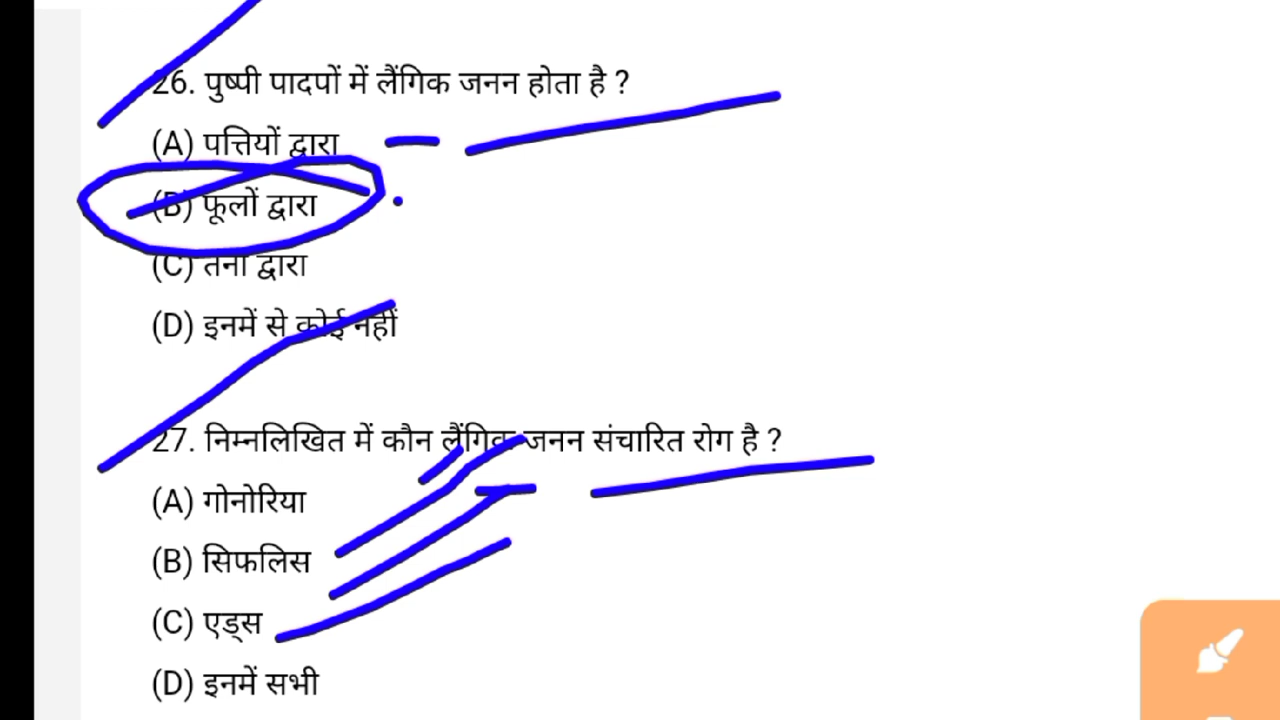 26. पुष्पी पादपों में लैंगिक जनन होता है ?
(A) पत्तियों द्वारा
(B) फूलों द्वारा
(C) तना द्वारा
(D) इनमें से कोई नहीं
27. निम्नलिखित में कौन लैंगिक जनन संचारित रोग है ?
(A) गोनोरिया
(B) सिफलिस
(C) एड्स
(D) इनमें सभी